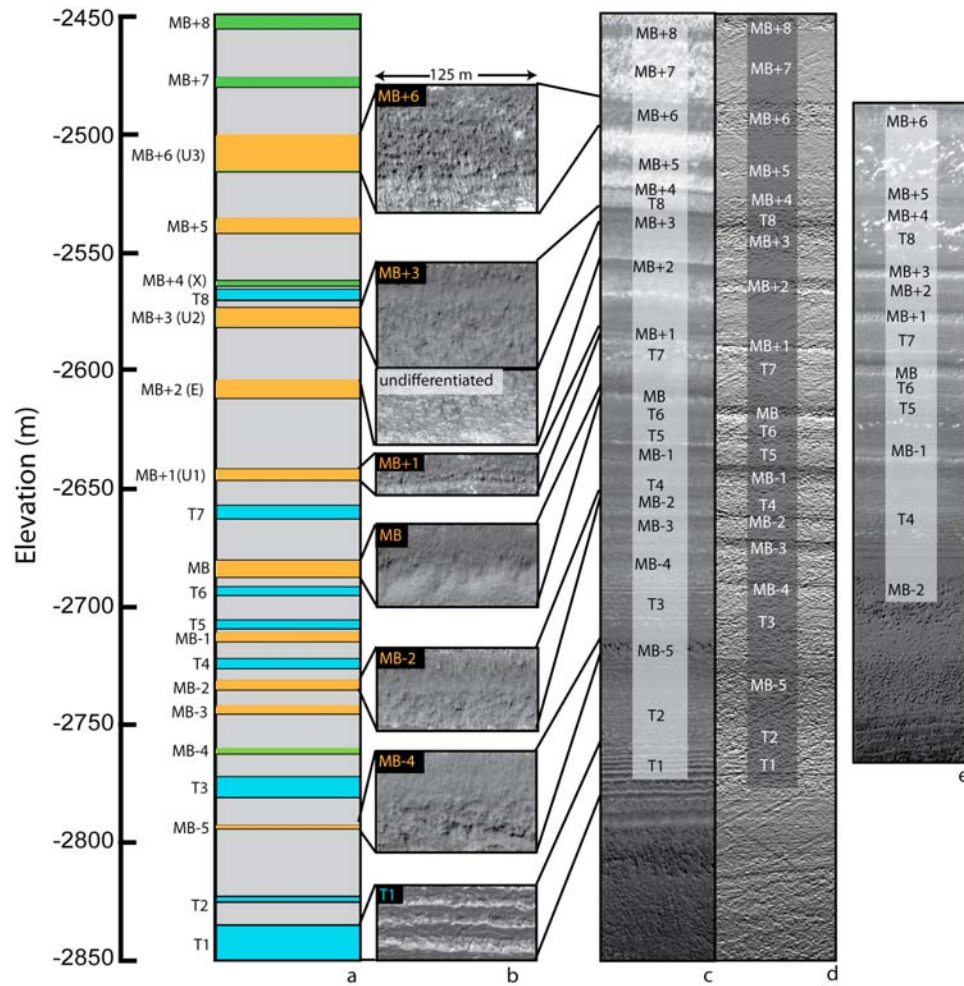 Elevation (m)
-2450
-2500
-2550
-2600
-2650
-2700
-2750
-2800
-2850
MB+8
MB+7
MB+6 (U3)
MB+5
MB+4 (X)
T8
MB+3 (U2)
MB+2 (E)
MB+1(U1)
T7
MB
T6
T5
MB-1
T4
MB-2
MB-3
MB-4
T3
MB-5
T2
T1
a
125 m
MB+6
MB+3
undifferentiated
MB+1
MB
MB-2
MB-4
T1
b
MB+8
MB+7
MB+6
MB+5
MB+4
T8
MB+3
MB+2
MB+1
T7
MB
T6
T5
MB-1
T4
MB-2
MB-3
MB-4
T3
MB-5
T2
T1
c
MB+8
MB+7
MB+6
MB+5
MB+4
T8
MB+3
MB+2
MB+1
T7
MB
T6
T5
MB-1
T4
MB-2
MB-3
MB-4
T3
MB-5
T2
T1
d
MB+6
MB+5
MB+4
T8
MB+3
MB+2
MB+1
T7
MB
T6
T5
MB-1
T4
MB-2
e